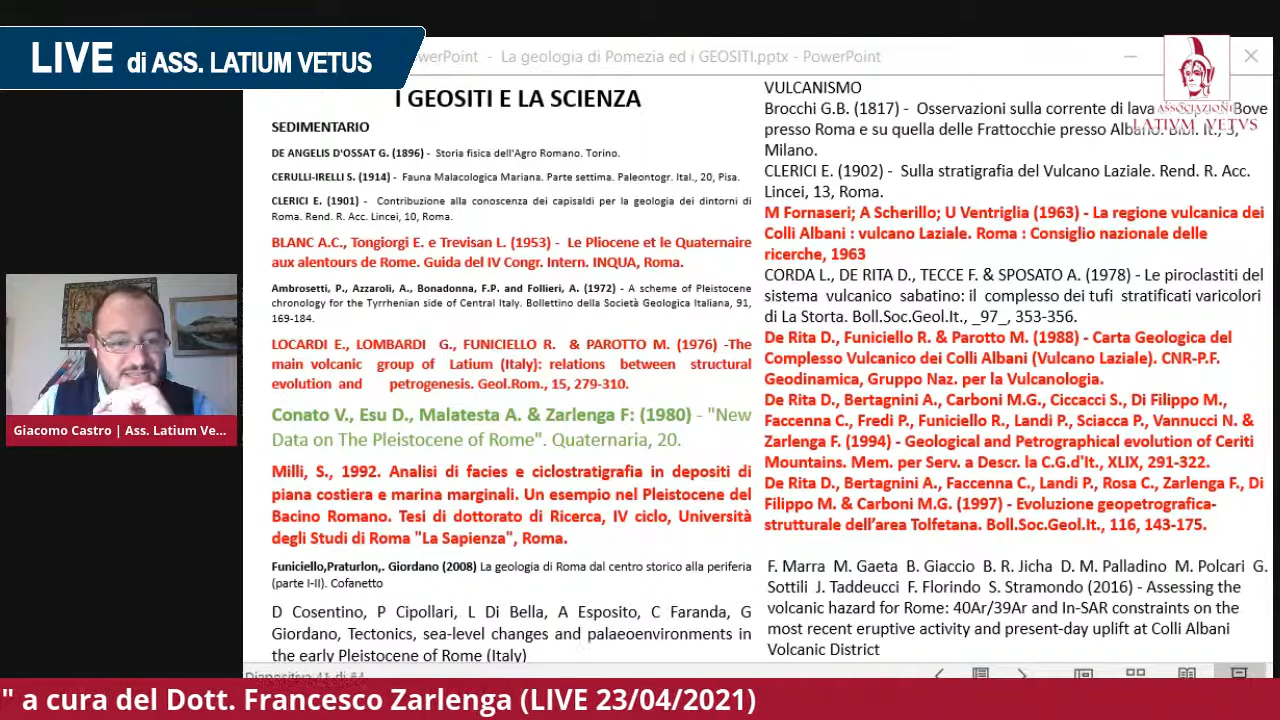 LIVE di ASS. LATIUM VETUS
PowerPoint - La geologia di Pomezia ed i GEOSITI.pptx - PowerPoint
I GEOSITI E LA SCIENZA
SEDIMENTARIO
DE ANGELIS D'OSSAT G. (1896) - Storia fisica dell'Agro Romano. Torino.
CERULLI-IRELLI S. (1914) - Fauna Malacologica Mariana. Parte settima. Paleontogr. Ital., 20, Pisa.
CLERICI E. (1901) - Contribuzione alla conoscenza dei capisaldi per la geologia dei dintorni di
Roma. Rend. R. Acc. Lincei, 10, Roma.
BLANC A.C., Tongiorgi E. e Trevisan L. (1953) - Le Pliocene et le Quaternaire
aux alentours de Rome. Guida del IV Congr. Intern. INQUA, Roma.
Ambrosetti, P., Azzaroli, A., Bonadonna, F.P. and Follieri, A. (1972) - A scheme of Pleistocene
chronology for the Tyrrhenian side of Central Italy. Bollettino della Società Geologica Italiana, 91,
169-184.
LOCARDI E., LOMBARDI G., FUNICIELLO R. & PAROTTO M. (1976) -The
main volcanic group of Latium (Italy): relations between structural
evolution and petrogenesis. Geol.Rom., 15, 279-310.
Conato V., Esu D., Malatesta A. & Zarlenga F: (1980) - "New
Data on The Pleistocene of Rome". Quaternaria, 20.
Milli, S., 1992. Analisi di facies e ciclostratigrafia in depositi di
piana costiera e marina marginali. Un esempio nel Pleistocene del
Bacino Romano. Tesi di dottorato di Ricerca, IV ciclo, Università
degli Studi di Roma "La Sapienza", Roma.
Funiciello,Praturlon,. Giordano (2008) La geologia di Roma dal centro storico alla periferia
(parte I-II). Cofanetto
D Cosentino, P Cipollari, L Di Bella, A Esposito, C Faranda, G
Giordano, Tectonics, sea-level changes and palaeoenvironments in
the early Pleistocene of Rome (Italy)
VULCANISMO
Brocchi G.B. (1817) - Osservazioni sulla corrente di lava Bove
presso Roma e su quella delle Frattocchie presso Albano. Bibl. It.,
Milano.
CLERICI E. (1902) - Sulla stratigrafia del Vulcano Laziale. Rend. R. Acc.
Lincei, 13, Roma.
M Fornaseri; A Scherillo; U Ventriglia (1963) - La regione vulcanica dei
Colli Albani : vulcano Laziale. Roma : Consiglio nazionale delle
ricerche, 1963
CORDA L., DE RITA D., TECCE F. & SPOSATO A. (1978) - Le piroclastiti del
sistema vulcanico sabatino: il complesso dei tufi stratificati varicolori
di La Storta. Boll.Soc.Geol.It., _97_, 353-356.
De Rita D., Funiciello R. & Parotto M. (1988) - Carta Geologica del
Complesso Vulcanico dei Colli Albani (Vulcano Laziale). CNR-P.F.
Geodinamica, Gruppo Naz. per la Vulcanologia.
De Rita D., Bertagnini A., Carboni M.G., Ciccacci S., Di Filippo M.,
Faccenna C., Fredi P., Funiciello R., Landi P., Sciacca P., Vannucci N. &
Zarlenga F. (1994) - Geological and Petrographical evolution of Ceriti
Mountains. Mem. per Serv. a Descr. la C.G.d'It., XLIX, 291-322.
De Rita D., Bertagnini A., Faccenna C., Landi P., Rosa C., Zarlenga F., Di
Filippo M. & Carboni M.G. (1997) - Evoluzione geopetrografica-
strutturale dell'area Tolfetana. Boll.Soc.Geol.It., 116, 143-175.
F. Marra M. Gaeta B. Giaccio B. R. Jicha D. M. Palladino M. Polcari G.
Sottili J. Taddeucci F. Florindo S. Stramondo (2016) - Assessing the
volcanic hazard for Rome: 40Ar/39Ar and In-SAR constraints on the
most recent eruptive activity and present-day uplift at Colli Albani
Volcanic District
ASSOCIAZIONE
LATIVM VETVS
Giacomo Castro | Ass. Latium Ve...
Diapositiva 41 di 64
" a cura del Dott. Francesco Zarlenga (LIVE 23/04/2021)